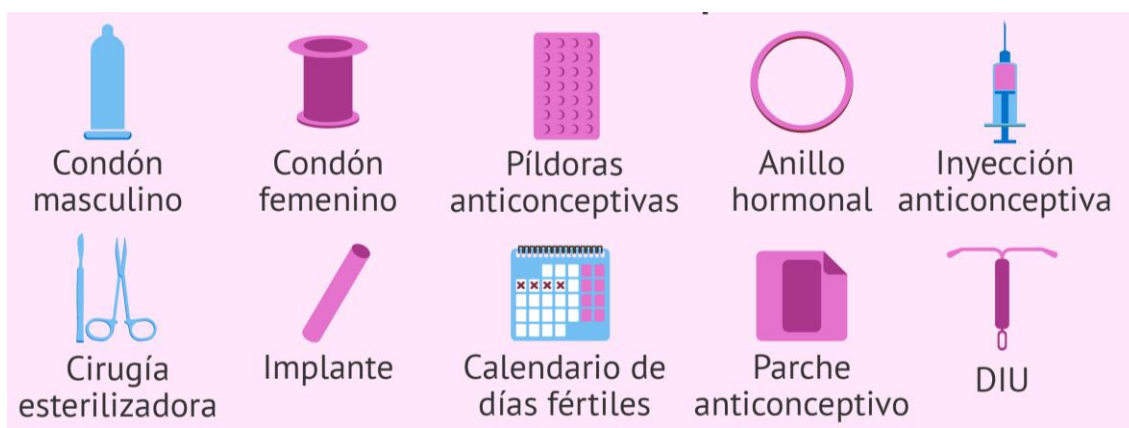 Condón
masculino
Condón
femenino
Píldoras
anticonceptivas
Anillo
hormonal
Inyección
anticonceptiva
Cirugía
esterilizadora
Implante
Calendario de
días fértiles
Parche
anticonceptivo
DIU